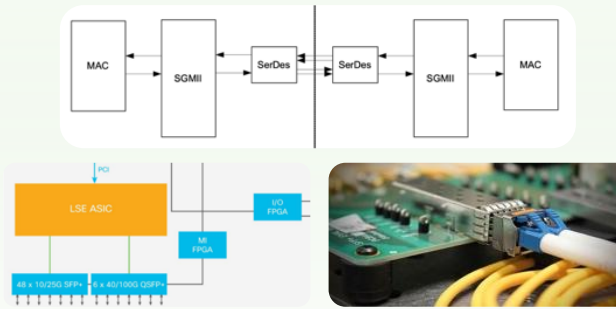 MAC
SGMII
SerDes
SerDes
SGMII
MAC
PCI
LSE ASIC
I/O
FPGA
MI
FPGA
48 x 10/25G SFP+
6 x 40/100G QSFP+